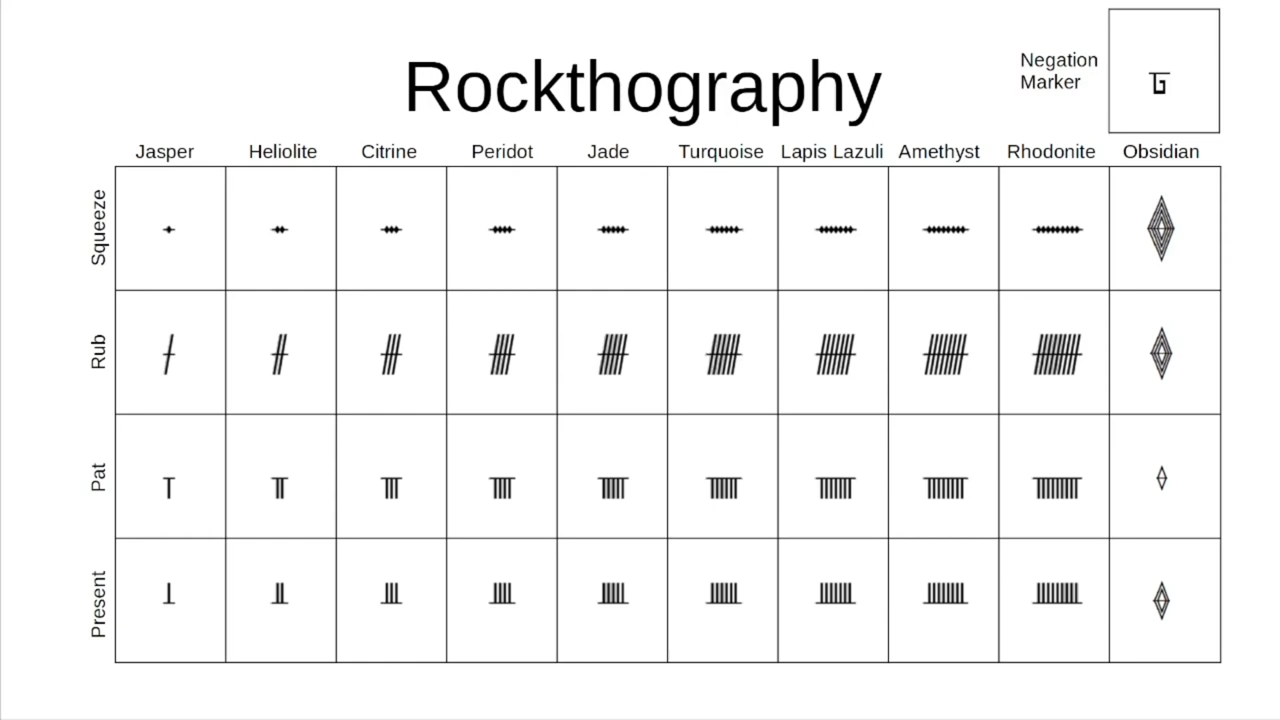 Rockthography
Negation
Marker
Jasper Heliolite Citrine Peridot Jade Turquoise Lapis Lazuli Amethyst Rhodonite Obsidian
Squeeze
Rub
Pat
Present